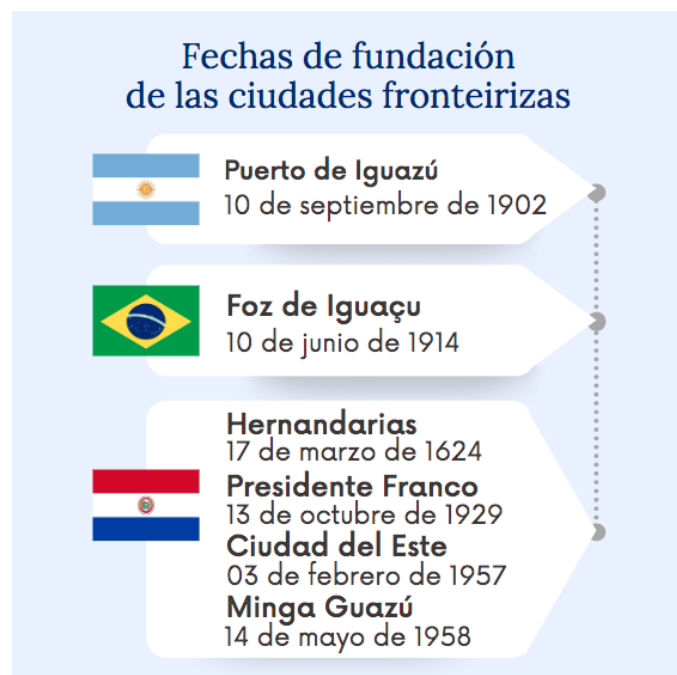 Fechas de fundación
de las ciudades fronteirizas
Puerto de Iguazú
10 de septiembre de 1902
Foz de Iguaçu
10 de junio de 1914
Hernandarias
17 de marzo de 1624
Presidente Franco
13 de octubre de 1929
Ciudad del Este
03 de febrero de 1957
Minga Guazú
14 de mayo de 1958